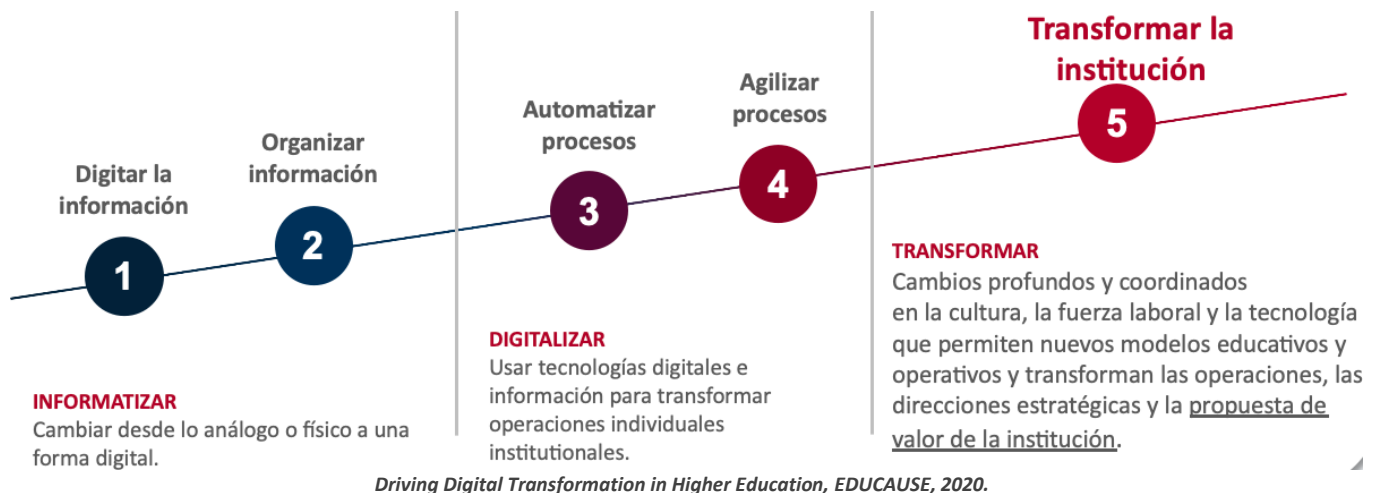 Digitar la
información
1
Organizar
información
2
INFORMATIZAR
Cambiar desde lo análogo o físico a una
forma digital.
Automatizar
procesos
3
Agilizar
procesos
4
DIGITALIZAR
Usar tecnologías digitales e
información para transformar
operaciones individuales
institutionales.
Transformar la
institución
5
TRANSFORMAR
Cambios profundos y coordinados
en la cultura, la fuerza laboral y la tecnología
que permiten nuevos modelos educativos y
operativos y transforman las operaciones, las
direcciones estratégicas y la propuesta de
valor de la institución.
Driving Digital Transformation in Higher Education, EDUCAUSE, 2020.